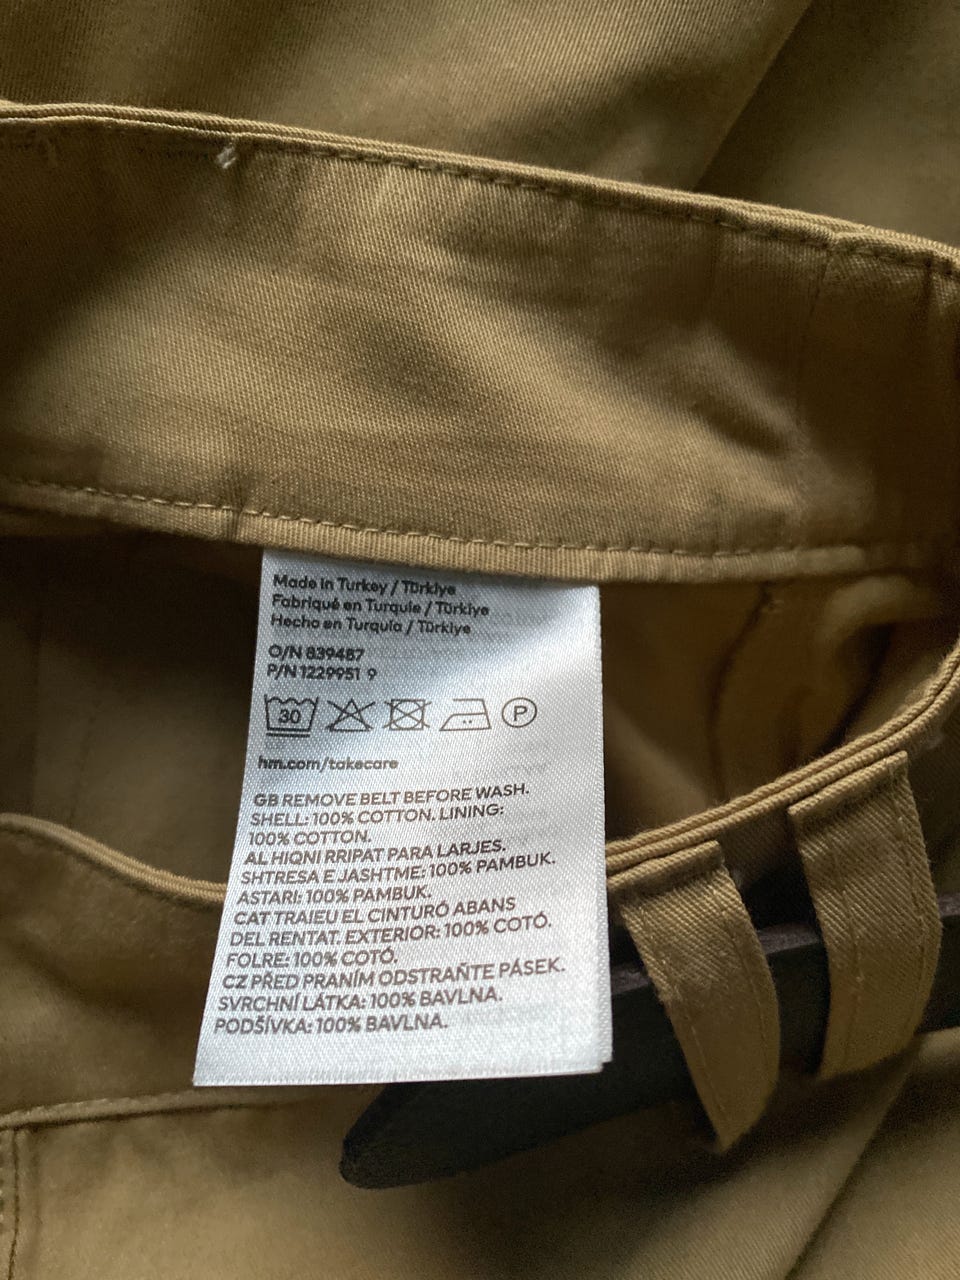 Made in Turkey / Türkiye
Fabriqué en Turquie / Türkiye
Hecho en Turquía / Türkiye
O/N 839487
P/N 1229951 9
30
P
hm.com/takecare
GB REMOVE BELT BEFORE WASH.
SHELL: 100% COTTON. LINING:
100% COTTON.
AL HIQNI RRIPAT PARA LARJES.
SHTRESA E JASHTME: 100% PAMBUK.
ASTARI: 100% PAMBUK.
CAT TRAIEU EL CINTURÓ ABANS
DEL RENTAT. EXTERIOR: 100% COTÓ.
FOLRE: 100% COTÓ.
CZ PŘED PRANÍM ODSTRAŇTE PÁSEK.
SVRCHNÍ LÁTKA: 100% BAVLNA.
PODŠÍVKA: 100% BAVLNA.